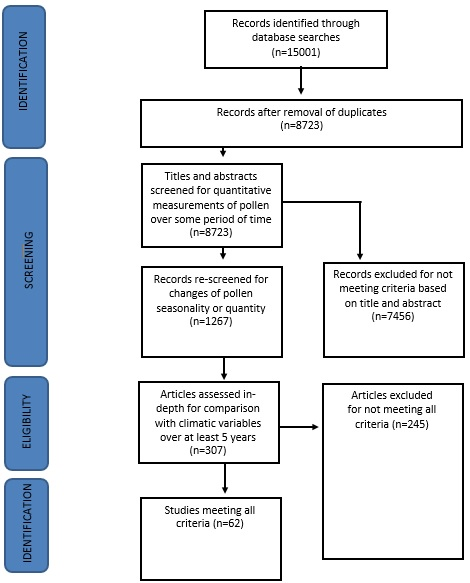 IDENTIFICATION
Records identified through
database searches
(n=15001)
Records after removal of duplicates
(n=8723)
SCREENING
Titles and abstracts
screened for quantitative
measurements of pollen
over some period of time
(n=8723)
Records re-screened for
changes of pollen
seasonality or quantity
(n=1267)
Records excluded for not
meeting criteria based
on title and abstract
(n=7456)
ELIGIBILITY
Articles assessed in-
depth for comparison
with climatic variables
over at least 5 years
(n=307)
Articles excluded
for not meeting all
criteria (n=245)
IDENTIFICATION
Studies meeting all
criteria (n=62)